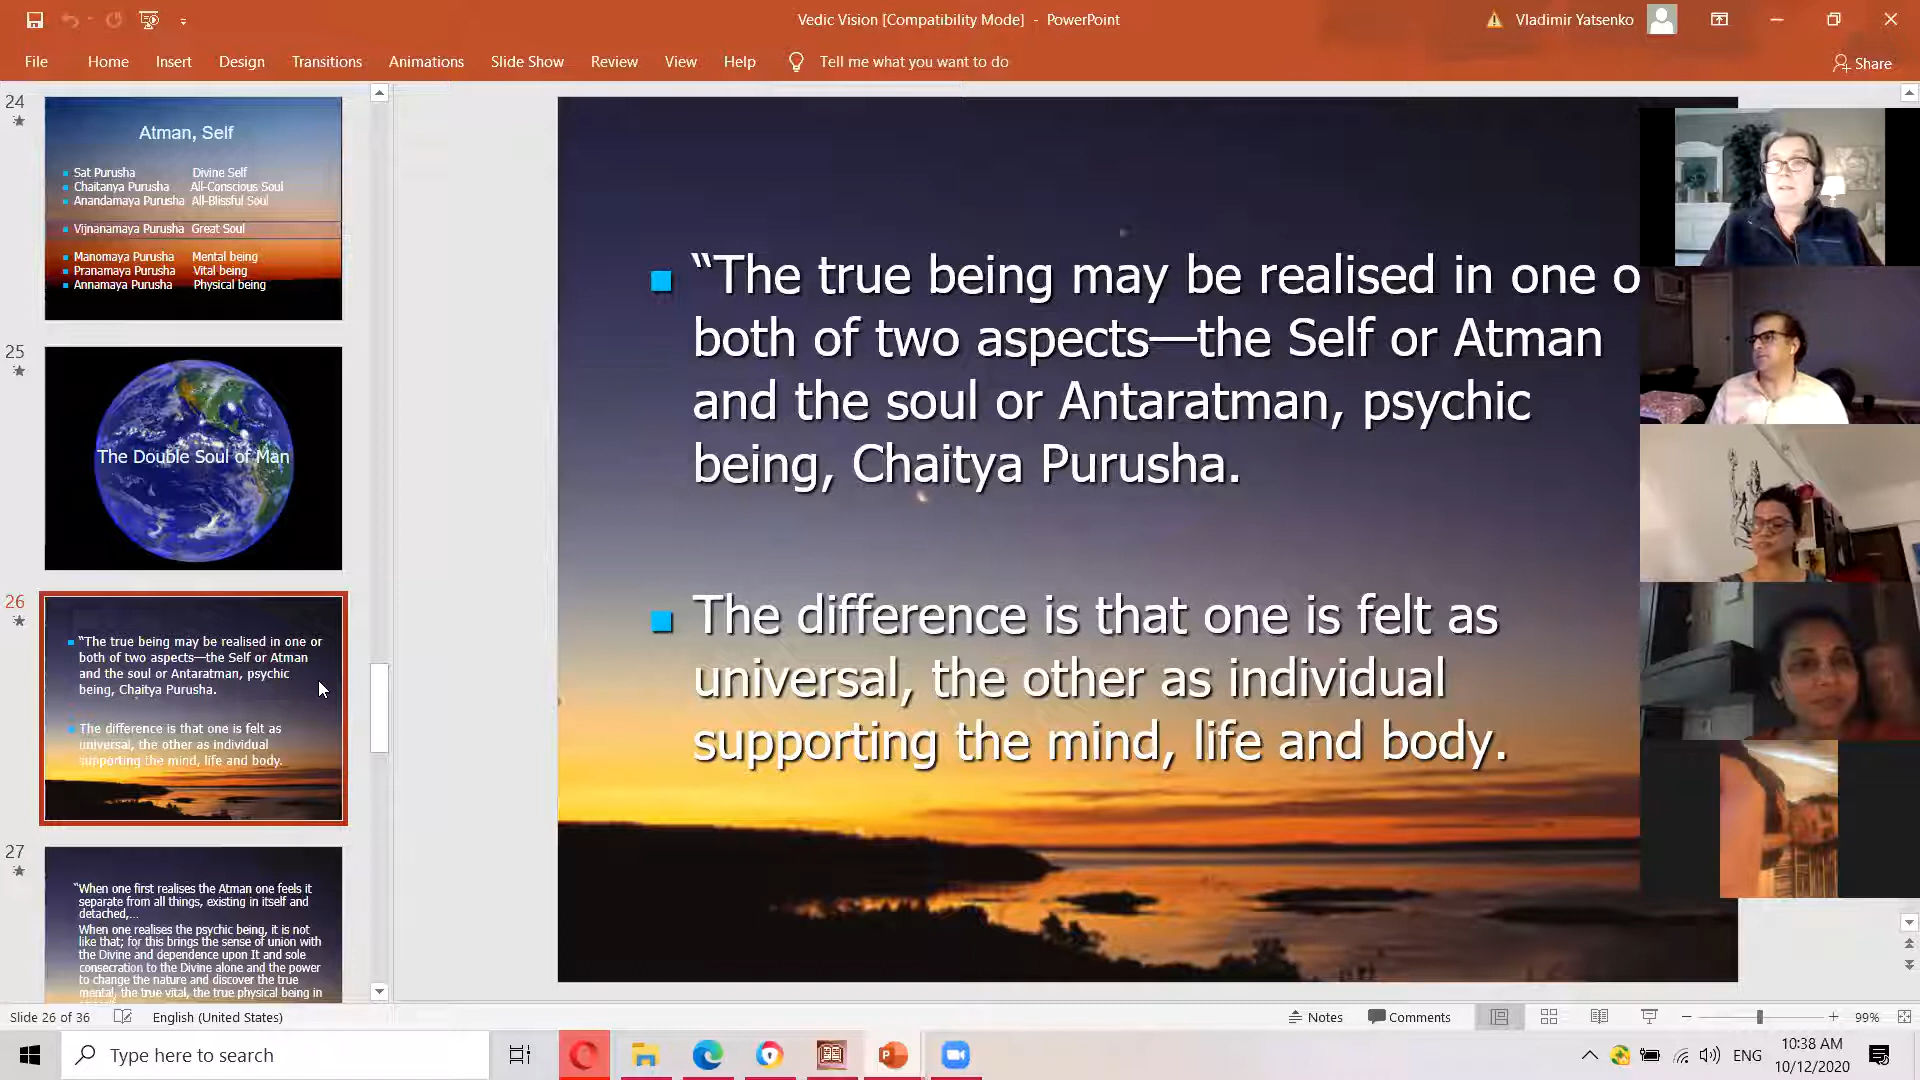 Vedic Vision [Compatibility Mode] - PowerPoint
Vladimir Yatsenko
File Home Insert Design Transitions Animations Slide Show Review View Help Tell me what you want to do
Share
24
Atman, Self
Sat Purusha Divine Self
Chaitanya Purusha All-Conscious Soul
Anandamaya Purusha All-Blissful Soul
Vijnanamaya Purusha Great Soul
Manomaya Purusha Mental being
Pranamaya Purusha Vital being
Annamaya Purusha Physical being
25
The Double Soul of Man
26
“The true being may be realised in one or
both of two aspects—the Self or Atman
and the soul or Antaratman, psychic
being, Chaitya Purusha.
The difference is that one is felt as
universal, the other as individual
supporting the mind, life and body.
27
“When one first realises the Atman one feels it
separate from all things, existing in itself and
detached,...
When one realises the psychic being, it is not
like that; for this brings the sense of union with
the Divine and dependence upon It and sole
consecration to the Divine alone and the power
to change the nature and discover the true
mental, the true vital, the true physical being in
“The true being may be realised in one o
both of two aspects—the Self or Atman
and the soul or Antaratman, psychic
being, Chaitya Purusha.
The difference is that one is felt as
universal, the other as individual
supporting the mind, life and body.
Slide 26 of 36 English (United States) Notes Comments 99%
Type here to search
ENG
10:38 AM
10/12/2020